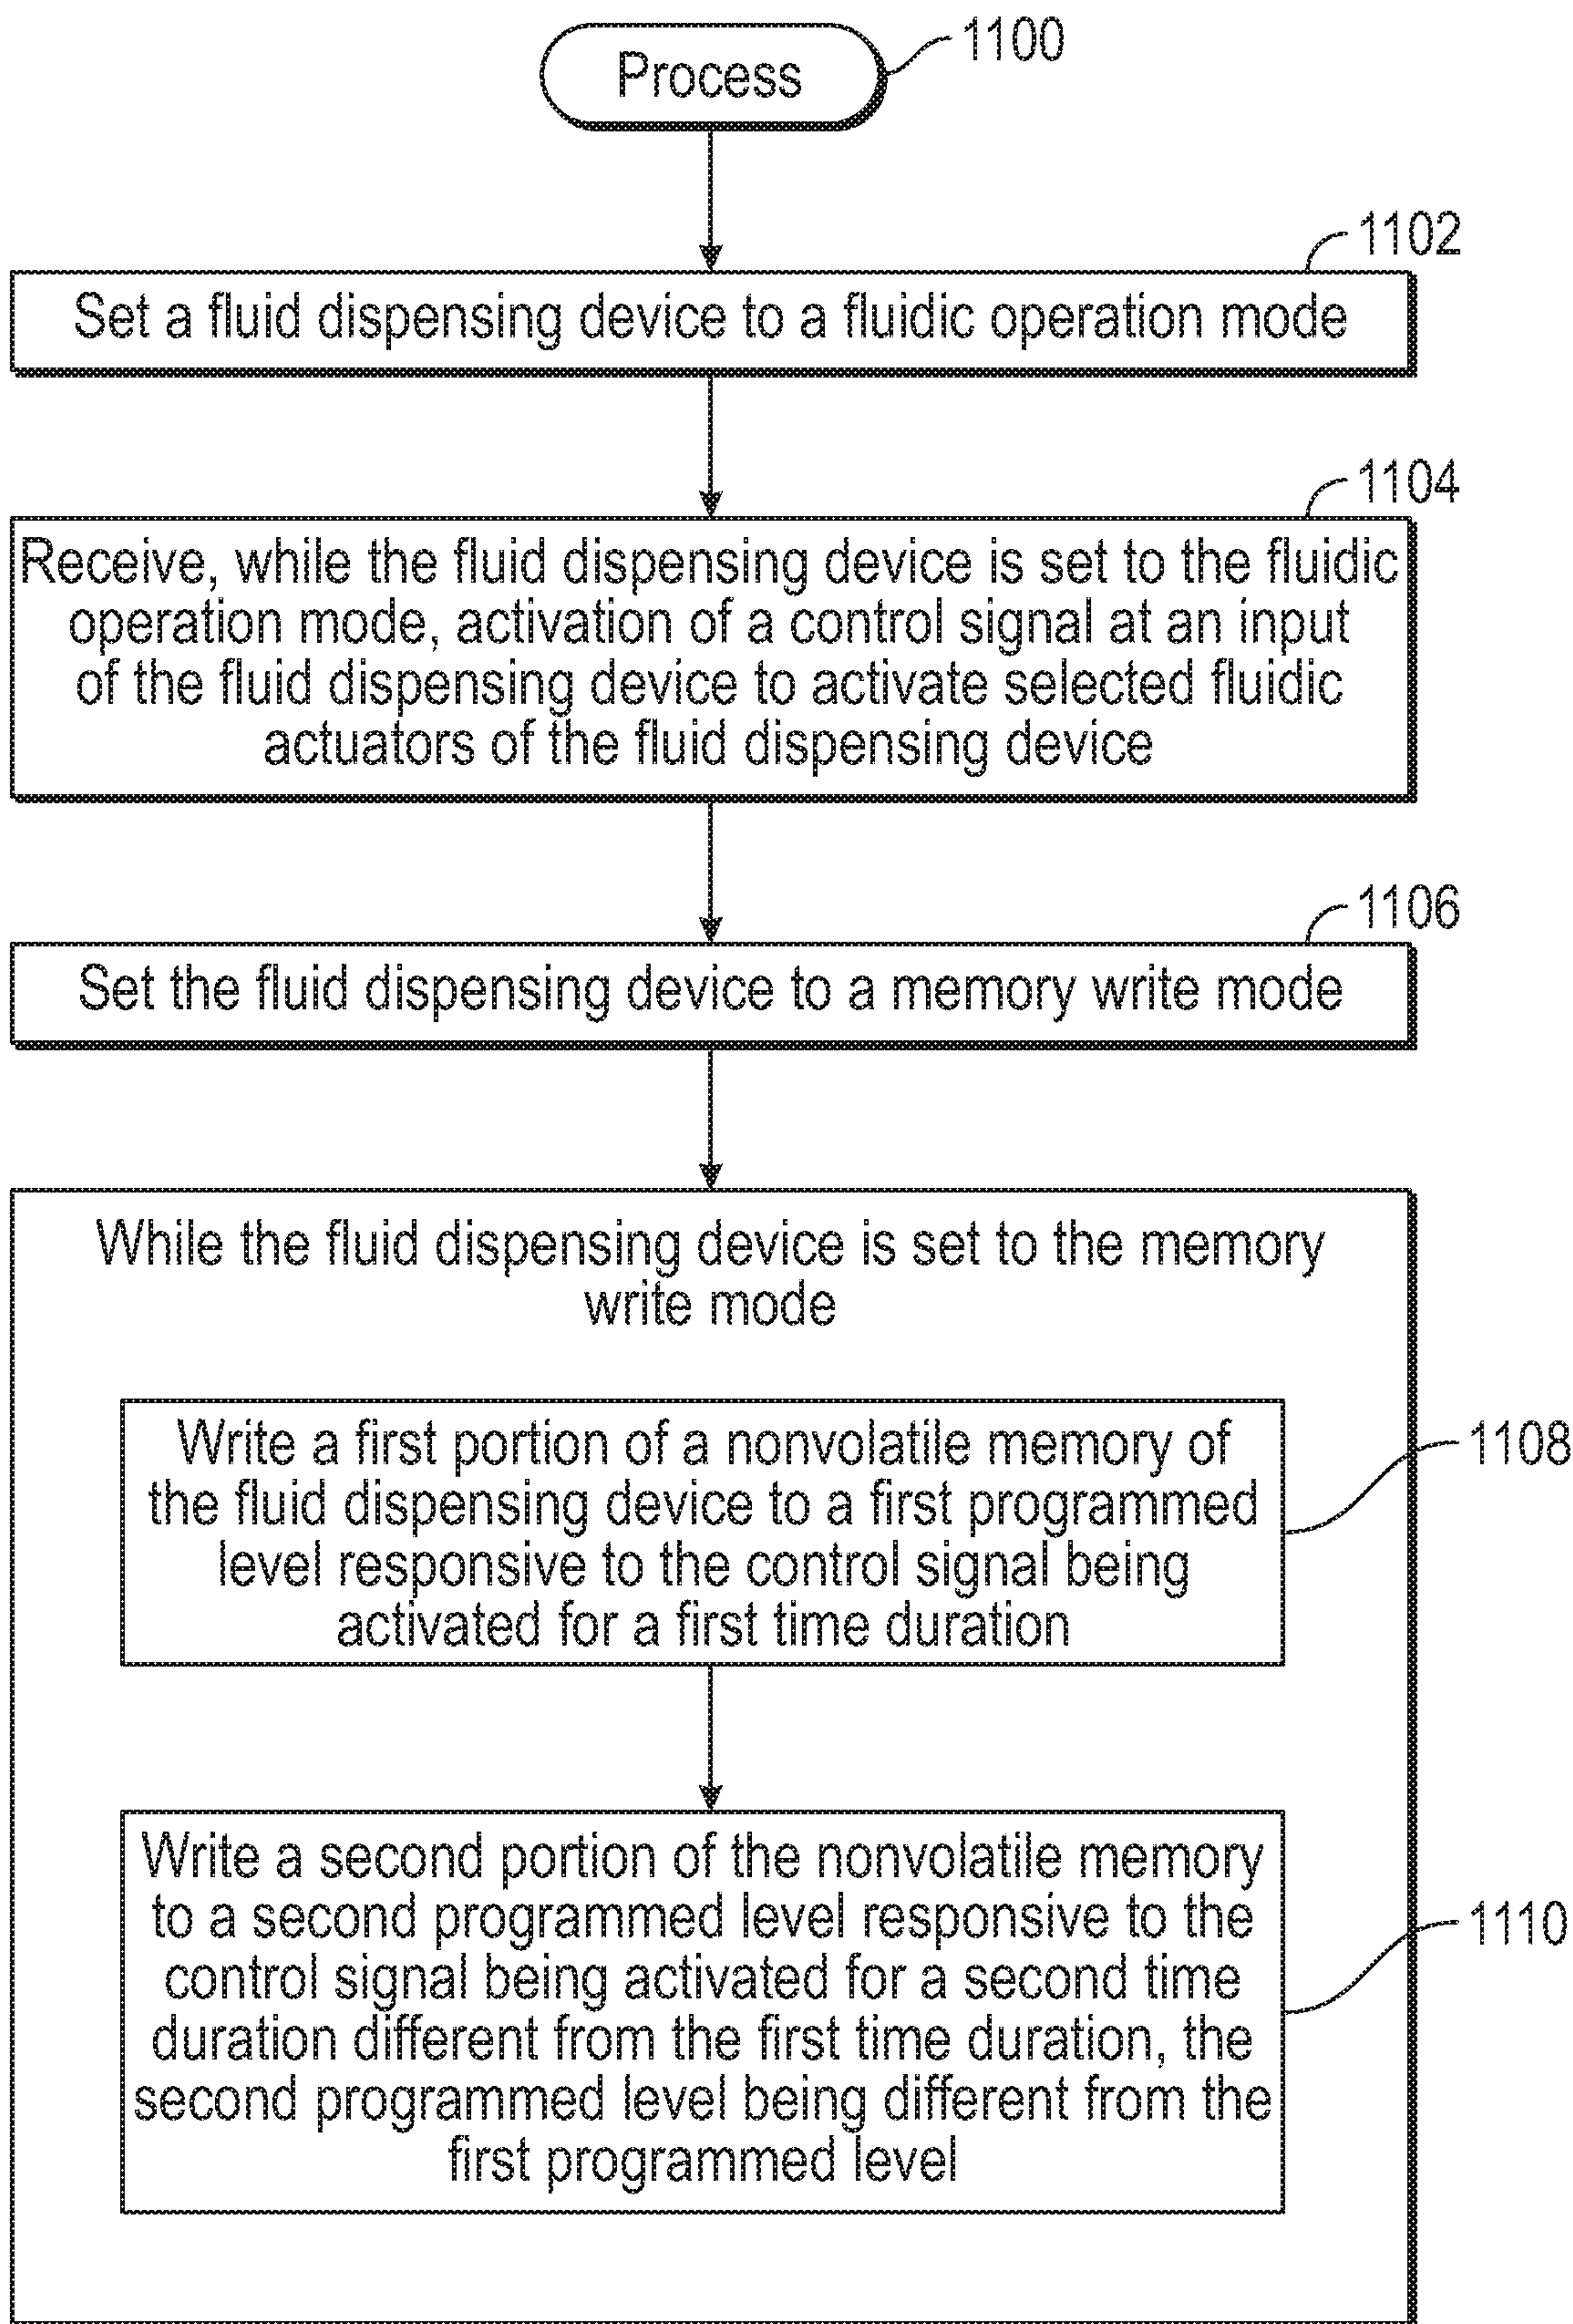 Process
1100
1102
Set a fluid dispensing device to a fluidic operation mode
1104
Receive, while the fluid dispensing device is set to the fluidic
operation mode, activation of a control signal at an input
of the fluid dispensing device to activate selected fluidic
actuators of the fluid dispensing device
1106
Set the fluid dispensing device to a memory write mode
While the fluid dispensing device is set to the memory
write mode
Write a first portion of a nonvolatile memory of
the fluid dispensing device to a first programmed
level responsive to the control signal being
activated for a first time duration
1108
Write a second portion of the nonvolatile memory
to a second programmed level responsive to the
control signal being activated for a second time
duration different from the first time duration, the
second programmed level being different from the
first programmed level
1110